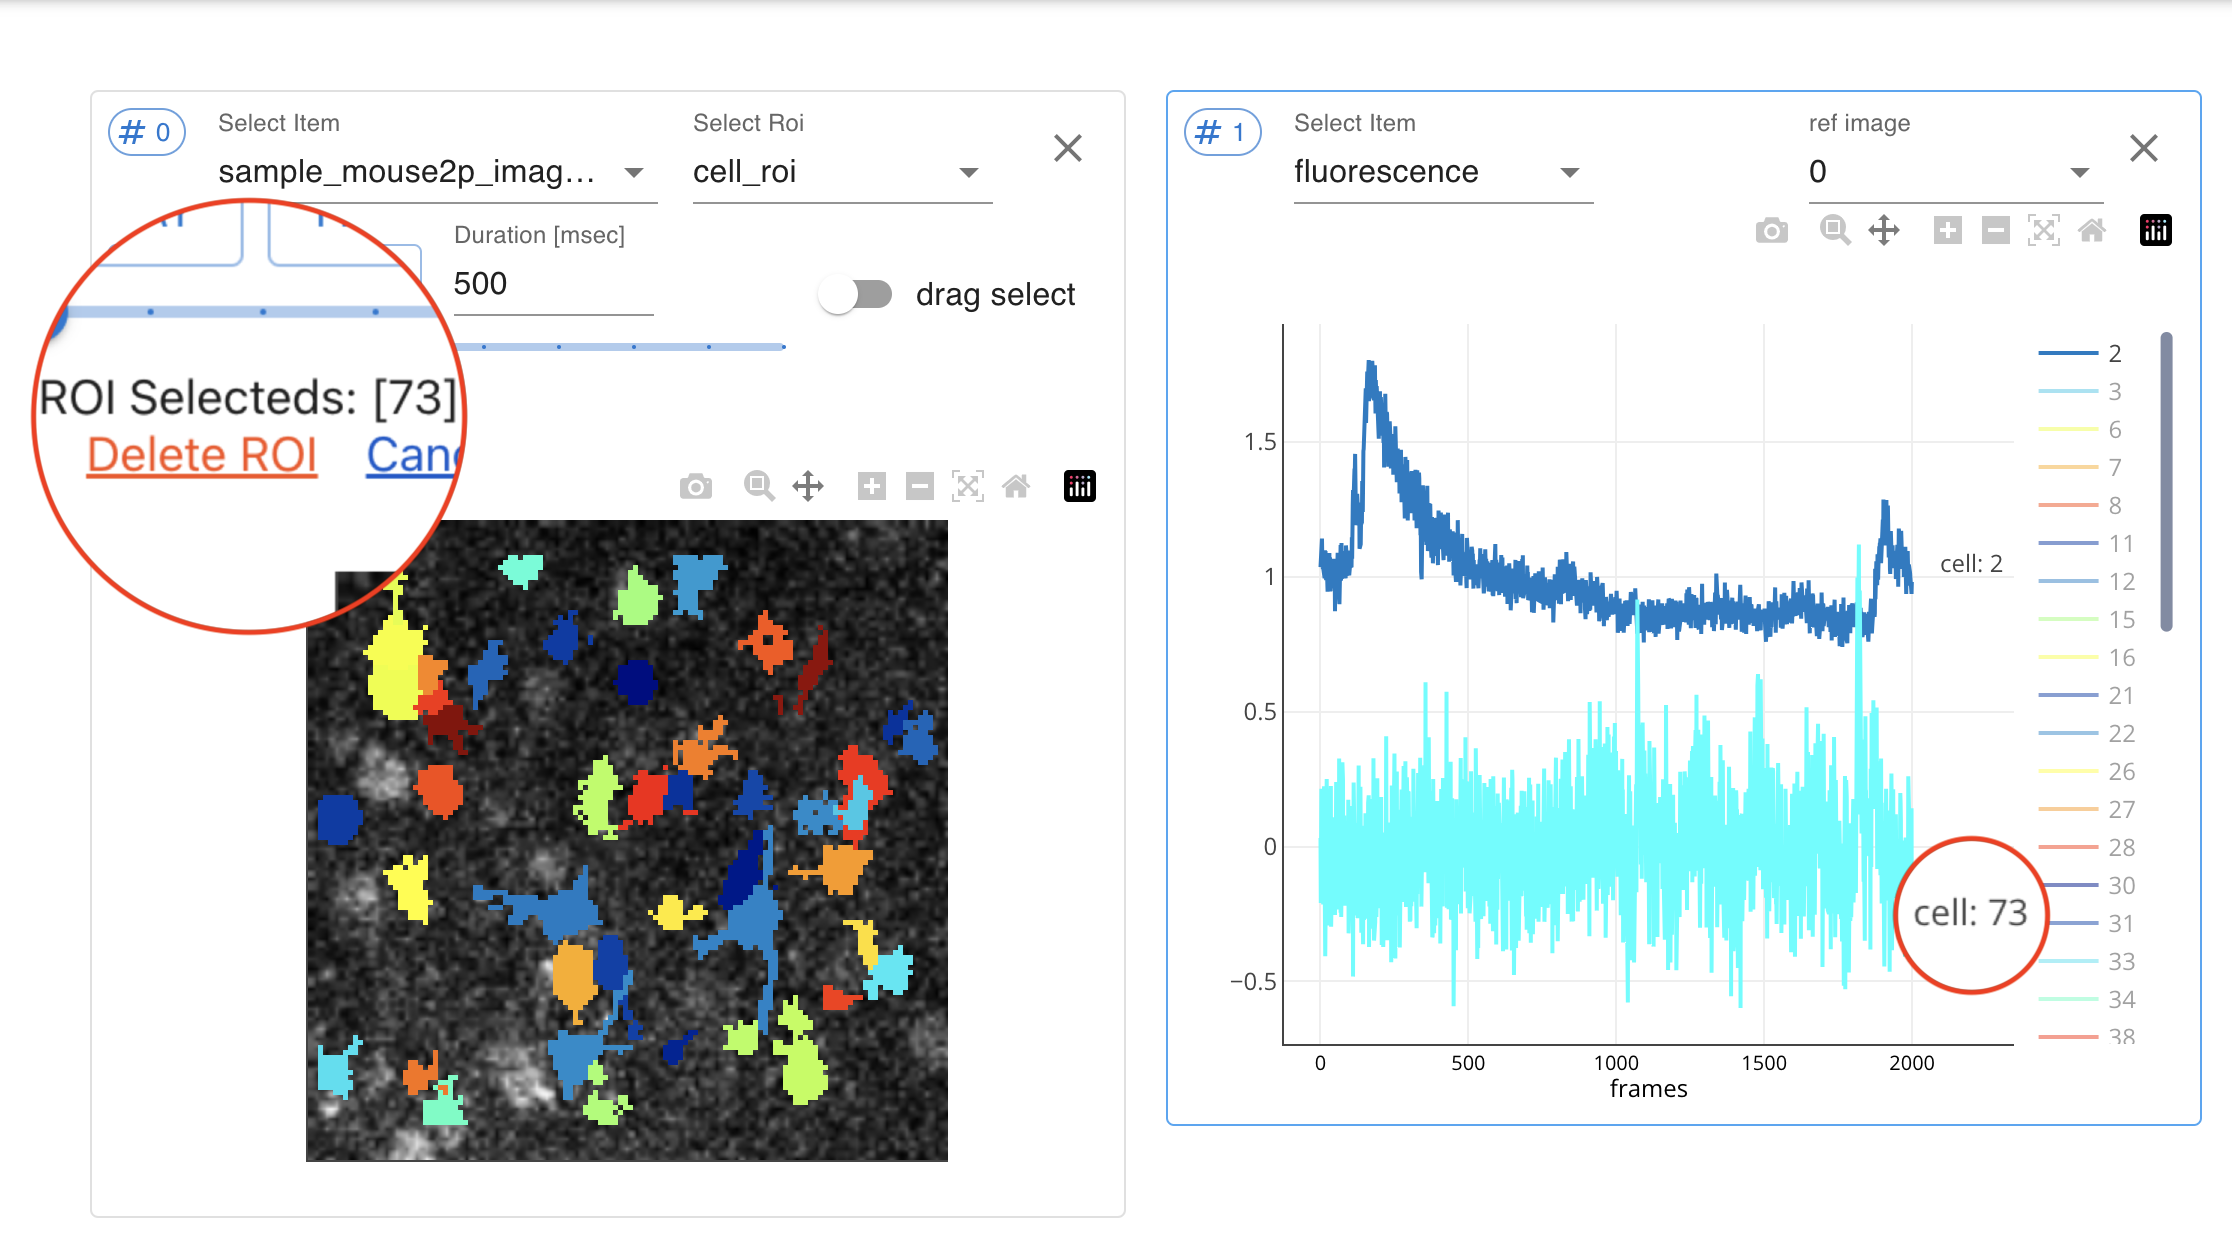 # 0
Select Item
sample_mouse2p_imag...
Select Roi
cell_roi
Duration [msec]
500
drag select
ROI Selecteds: [73]
Delete ROI
# 1
Select Item
fluorescence
ref image
0
1.5
1
0.5
0
−0.5
0
500
1000
1500
2000
frames
cell: 2
cell: 73
2
3
6
7
8
11
12
15
16
21
22
26
27
28
30
31
33
34
38